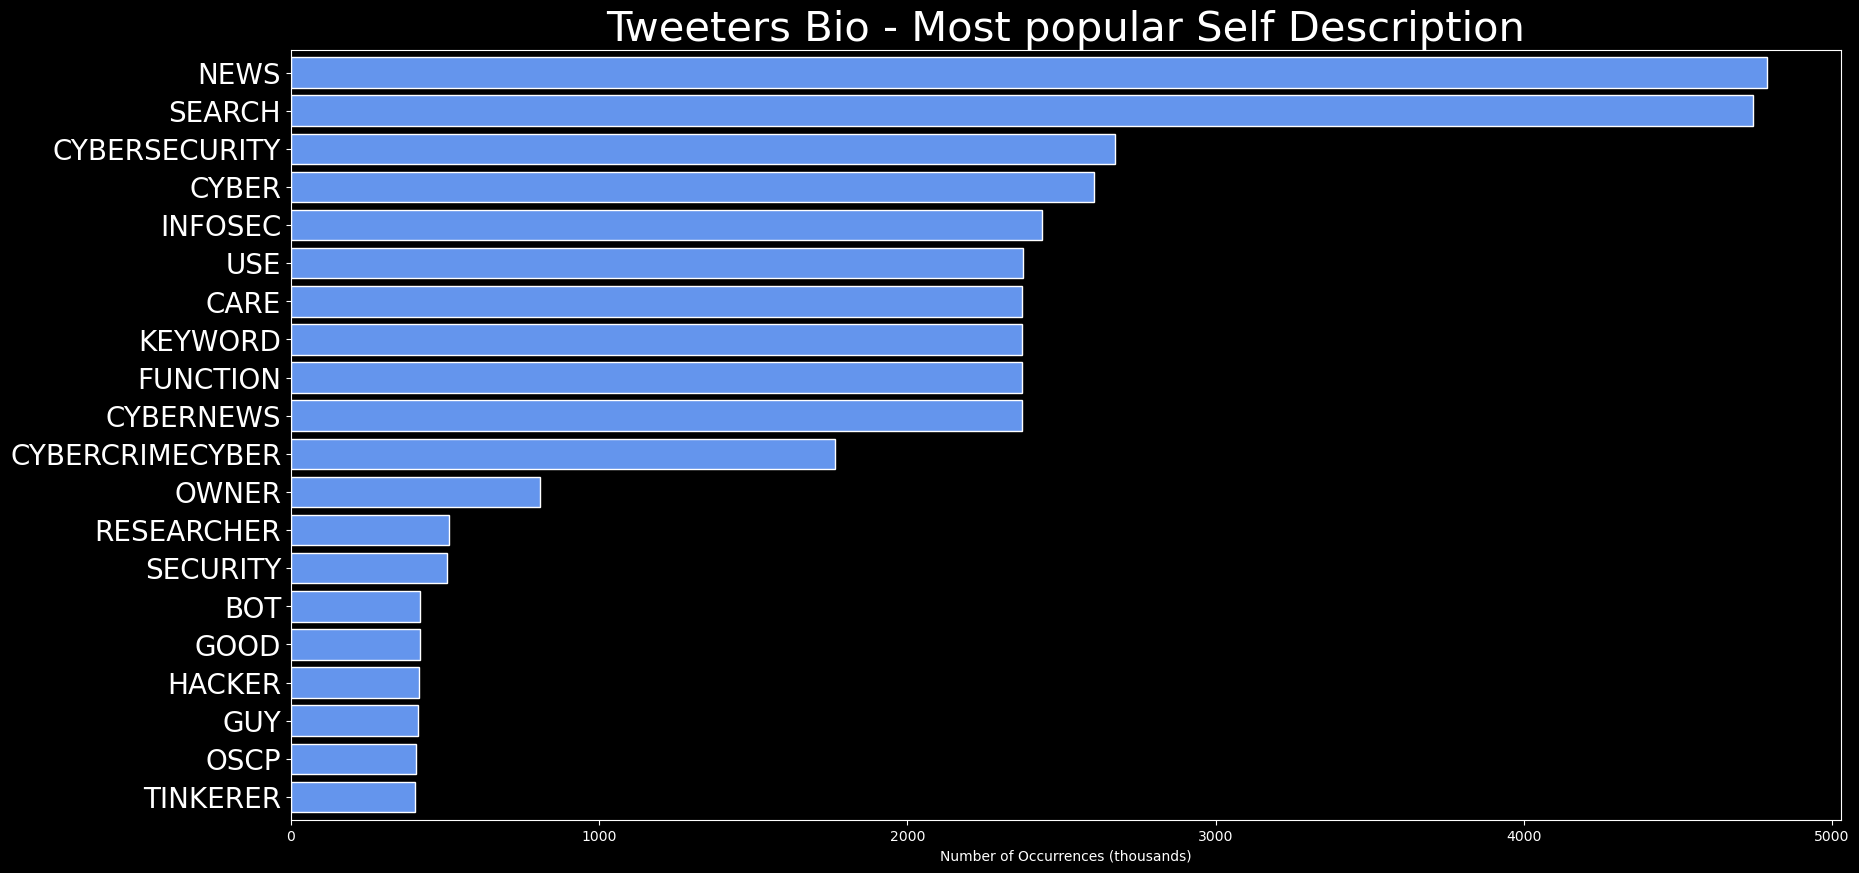 Tweeters Bio - Most popular Self Description
NEWS
SEARCH
CYBERSECURITY
CYBER
INFOSEC
USE
CARE
KEYWORD
FUNCTION
CYBERNEWS
CYBERCRIMECYBER
OWNER
RESEARCHER
SECURITY
BOT
GOOD
HACKER
GUY
OSCP
TINKERER
0 1000 2000 3000 4000 5000
Number of Occurrences (thousands)